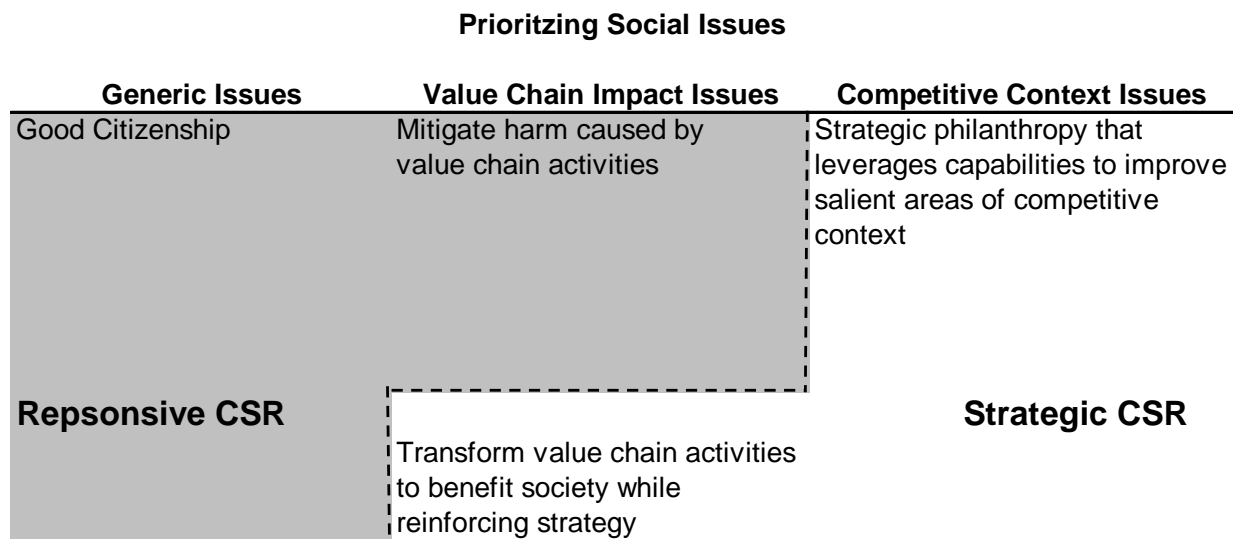 Prioritzing Social Issues
Generic Issues
Value Chain Impact Issues
Competitive Context Issues
Good Citizenship
Mitigate harm caused by
value chain activities
Strategic philanthropy that
leverages capabilities to improve
salient areas of competitive
context
Repsonsive CSR
Strategic CSR
Transform value chain activities
to benefit society while
reinforcing strategy